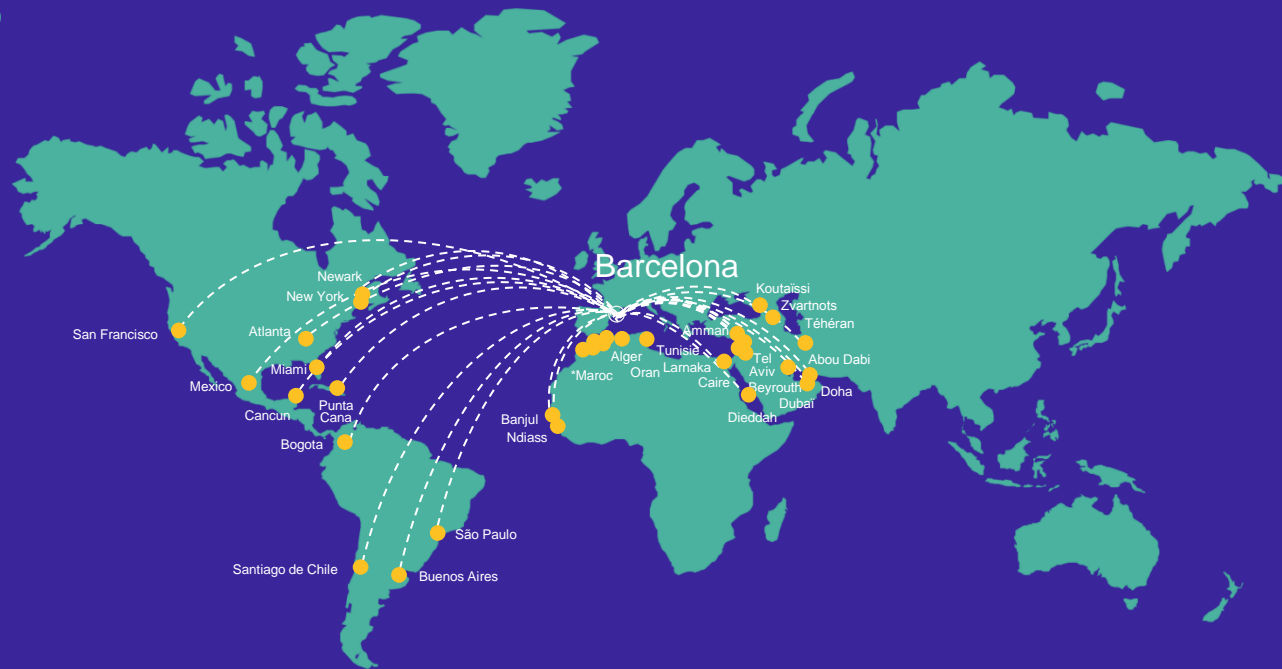 Barcelona
Newark
New York
San Francisco
Atlanta
Miami
Mexico
Cancun
Punta
Cana
Bogota
São Paulo
Santiago de Chile
Buenos Aires
Banjul
Ndiass
*Maroc
Alger
Oran
Tunisie
Larnaka
Amman
Caire
Tel
Aviv
Beyrouth
Dieddah
Koutaïssi
Zvartnots
Téhéran
Abou Dabi
Doha
Dubaï